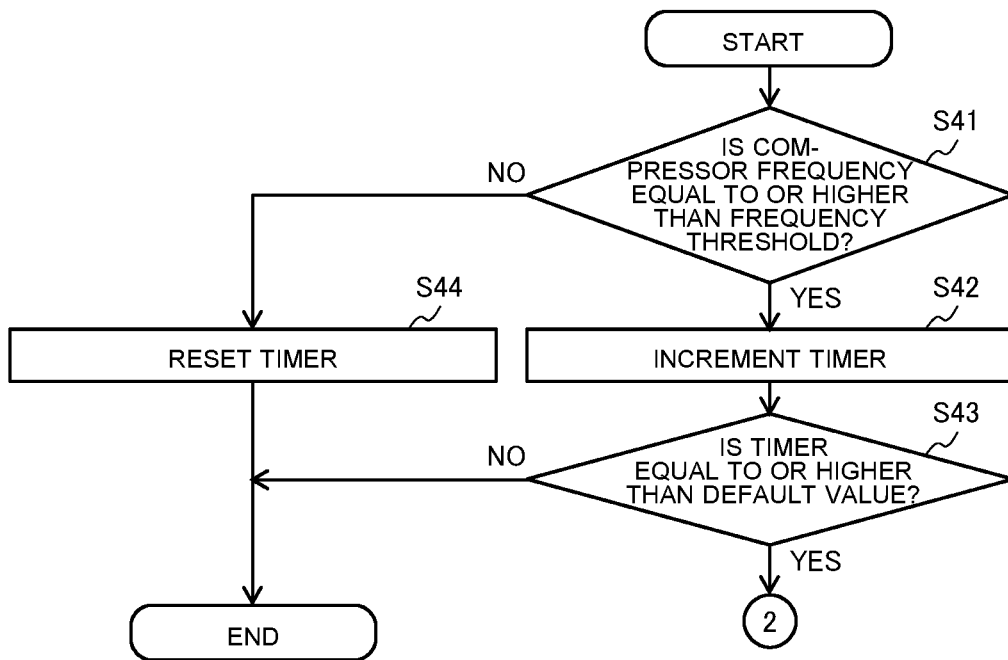 START
S41
IS COM-
PRESSOR FREQUENCY
EQUAL TO OR HIGHER
THAN FREQUENCY
THRESHOLD?
NO
YES
S44
RESET TIMER
S42
INCREMENT TIMER
S43
IS TIMER
EQUAL TO OR HIGHER
THAN DEFAULT VALUE?
NO
YES
END
2